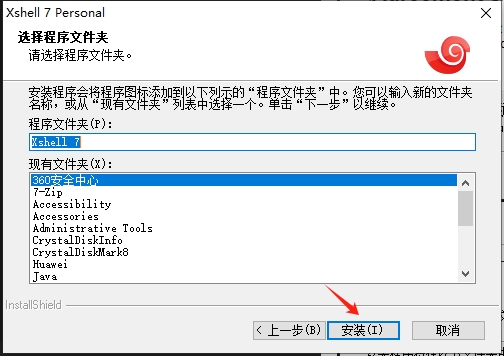 Xshell 7 Personal
选择程序文件夹
请选择程序文件夹。
安装程序会将程序图标添加到以下列示的“程序文件夹”中。您可以输入新的文件夹
名称，或从“现有文件夹”列表中选择一个。单击“下一步”以继续。
程序文件夹(P):
Xshell 7
现有文件夹(X):
360安全中心
7-Zip
Accessibility
Accessories
Administrative Tools
CrystalDiskInfo
CrystalDiskMark8
Huawei
Java
InstallShield
< 上一步(B)
安装(I)
取消